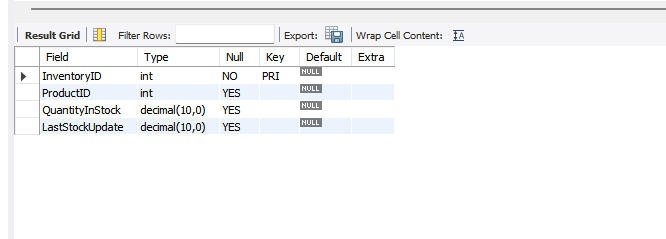 Result Grid Filter Rows: Export: Wrap Cell Content: IA
Field Type Null Key Default Extra
InventoryID int NO PRI NULL
ProductID int YES NULL
QuantityInStock decimal(10,0) YES NULL
LastStockUpdate decimal(10,0) YES NULL